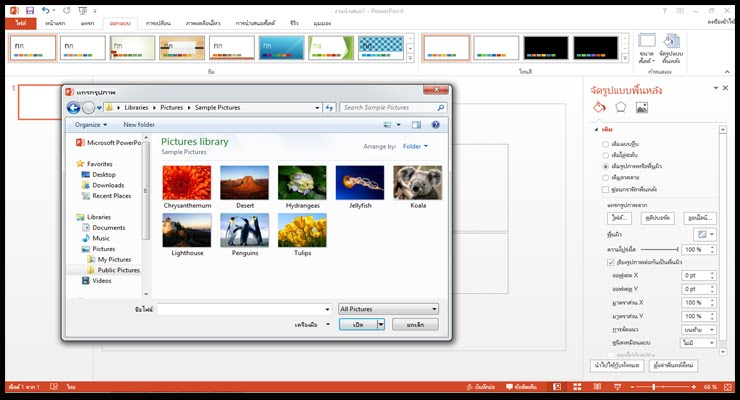 งานนำเสนอ1 - PowerPoint
ไฟล์ หน้าแรก แทรก ออกแบบ การเปลี่ยน ภาพเคลื่อนไหว การนำเสนอสไลด์ รีวิว มุมมอง ลงชื่อเข้าใช้
กก กก กก กก กก กก กก
ขนาดสไลด์ จัดรูปแบบพื้นหลัง
ธีม ตัวแปร กำหนดเอง
1
แทรกรูปภาพ
Libraries Pictures Sample Pictures
Search Sample Pictures
Organize New folder
Microsoft PowerPoi
Favorites
Desktop
Downloads
Recent Places
Libraries
Documents
Music
Pictures
My Pictures
Public Pictures
Videos
Pictures library
Sample Pictures
Arrange by: Folder
Chrysanthemum Desert Hydrangeas Jellyfish Koala
Lighthouse Penguins Tulips
ชื่อไฟล์: All Pictures
เครื่องมือ เปิด ยกเลิก
จัดรูปแบบพื้นหลัง
เติม
เติมแบบทึบ
เติมไล่ระดับ
เติมรูปภาพหรือพื้นผิว
เติมลวดลาย
ซ่อนกราฟิกพื้นหลัง
แทรกรูปภาพจาก
ไฟล์... คลิปบอร์ด ออนไลน์...
พื้นผิว
ความโปร่งใส 100 %
เรียงรูปภาพต่อกันเป็นพื้นผิว
ออฟเซต X 0 pt
ออฟเซต Y 0 pt
มาตราส่วน X 100 %
มาตราส่วน Y 100 %
การจัดแนว บนซ้าย
ชนิดเหมือนแบบ ไม่มี
นำไปใช้กับทั้งหมด ตั้งค่าพื้นหลังใหม่
สไลด์ 1 จาก 1 ไทย บันทึกย่อ ข้อคิดเห็น 68 %